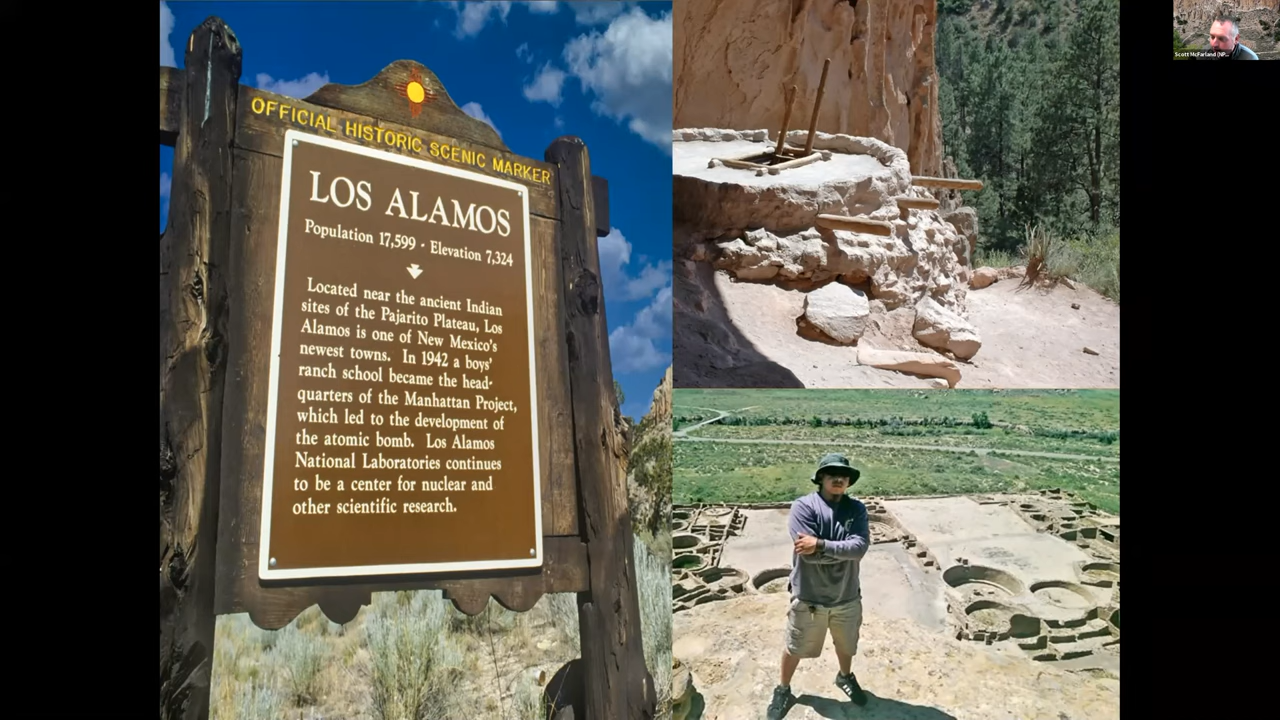 OFFICIAL HISTORIC SCENIC MARKER
LOS ALAMOS
Population 17,599 · Elevation 7,324
Located near the ancient Indian
sites of the Pajarito Plateau, Los
Alamos is one of New Mexico's
newest towns. In 1942 a boys'
ranch school became the head-
quarters of the Manhattan Project,
which led to the development of
the atomic bomb. Los Alamos
National Laboratories continues
to be a center for nuclear and
other scientific research.
Scott McFarland (NP...